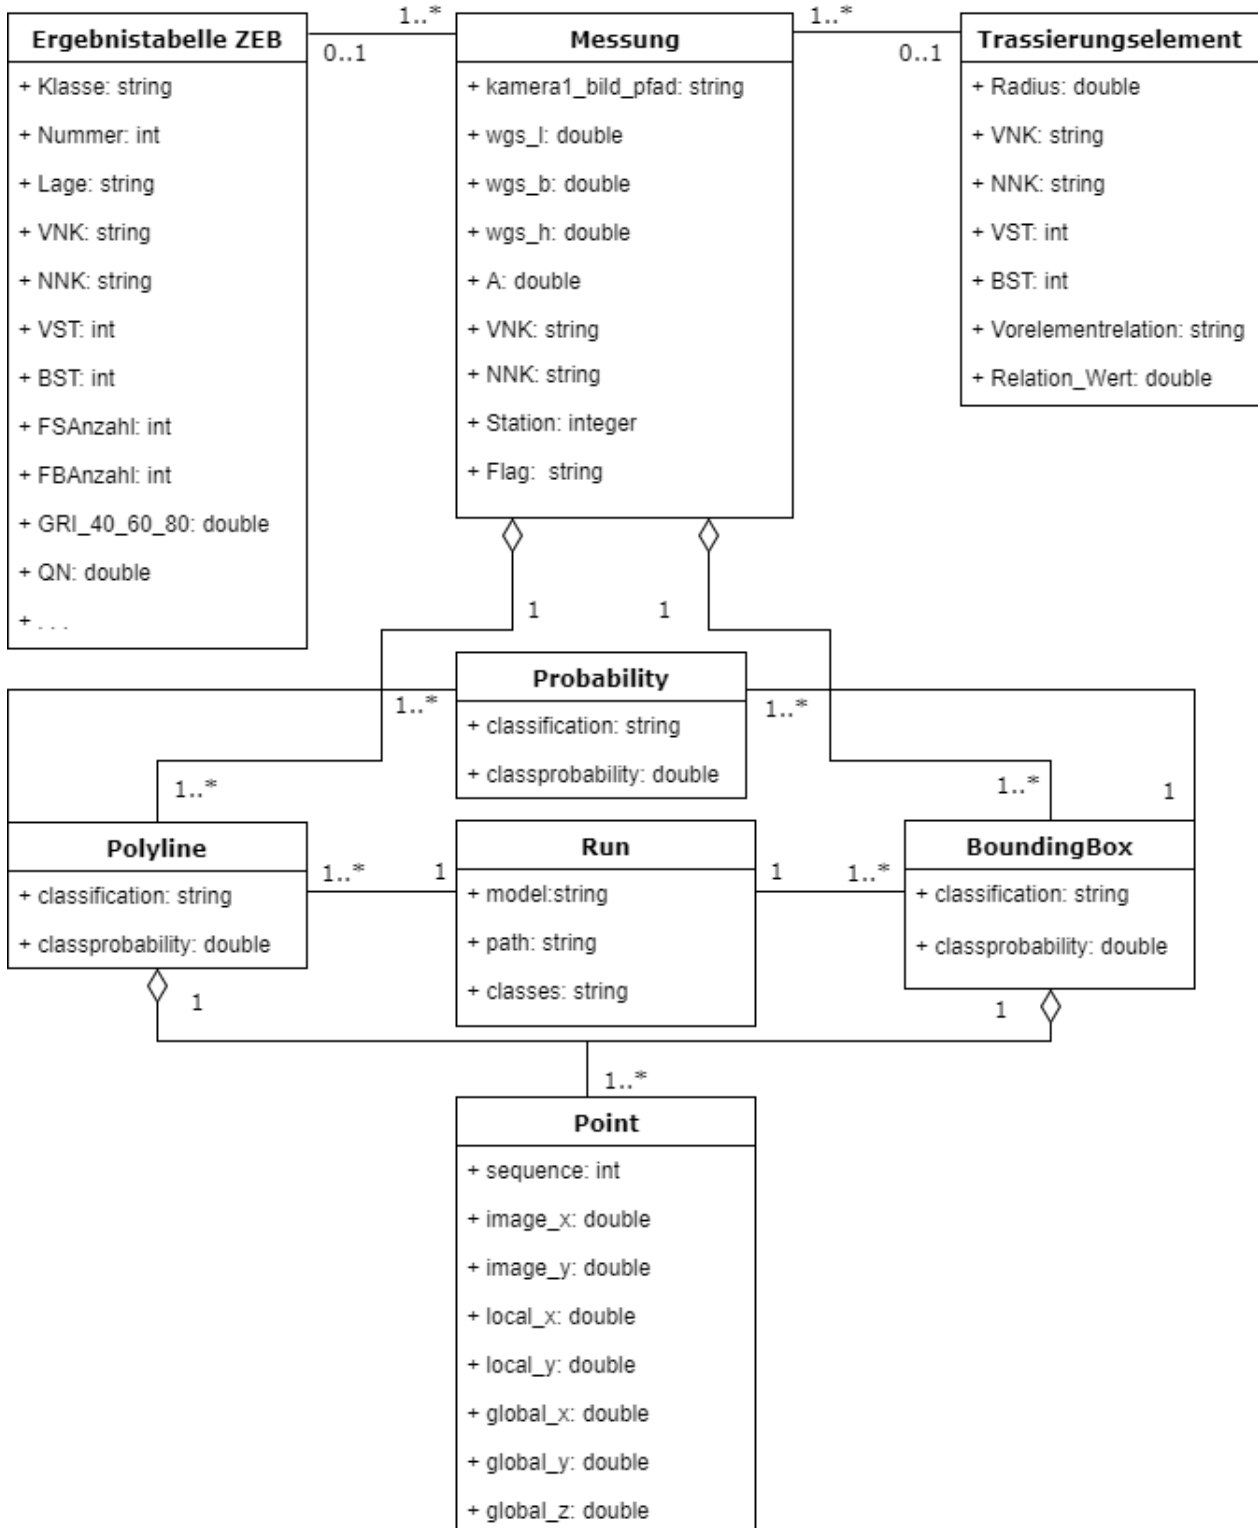 Ergebnistabelle ZEB
+ Klasse: string
+ Nummer: int
+ Lage: string
+ VNK: string
+ NNK: string
+ VST: int
+ BST: int
+ FSAnzahl: int
+ FBAnzahl: int
+ GRI_40_60_80: double
+ QN: double
+ . . .
0..1
1..*
Messung
+ kamera1_bild_pfad: string
+ wgs_l: double
+ wgs_b: double
+ wgs_h: double
+ A: double
+ VNK: string
+ NNK: string
+ Station: integer
+ Flag:  string
1..*
0..1
Trassierungselement
+ Radius: double
+ VNK: string
+ NNK: string
+ VST: int
+ BST: int
+ Vorelementrelation: string
+ Relation_Wert: double
1
1
1..*
Probability
+ classification: string
+ classprobability: double
1..*
1..*
1..*
1
Polyline
+ classification: string
+ classprobability: double
1..*
1
Run
+ model:string
+ path: string
+ classes: string
1
1..*
BoundingBox
+ classification: string
+ classprobability: double
1
1
1..*
Point
+ sequence: int
+ image_x: double
+ image_y: double
+ local_x: double
+ local_y: double
+ global_x: double
+ global_y: double
+ global_z: double